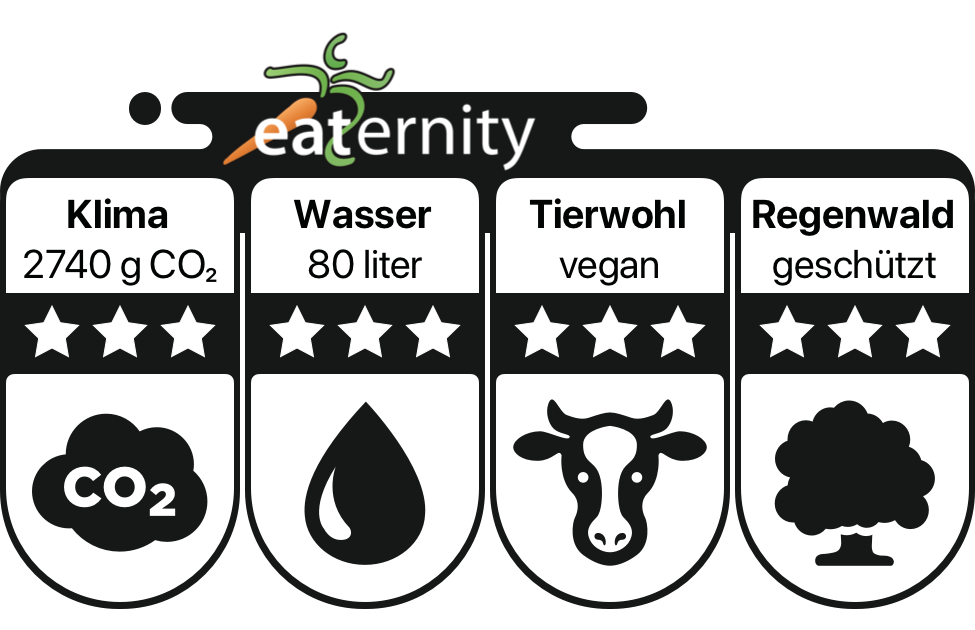 eaternity
Klima
2740 g CO₂
Wasser
80 liter
Tierwohl
vegan
Regenwald
geschützt
CO₂